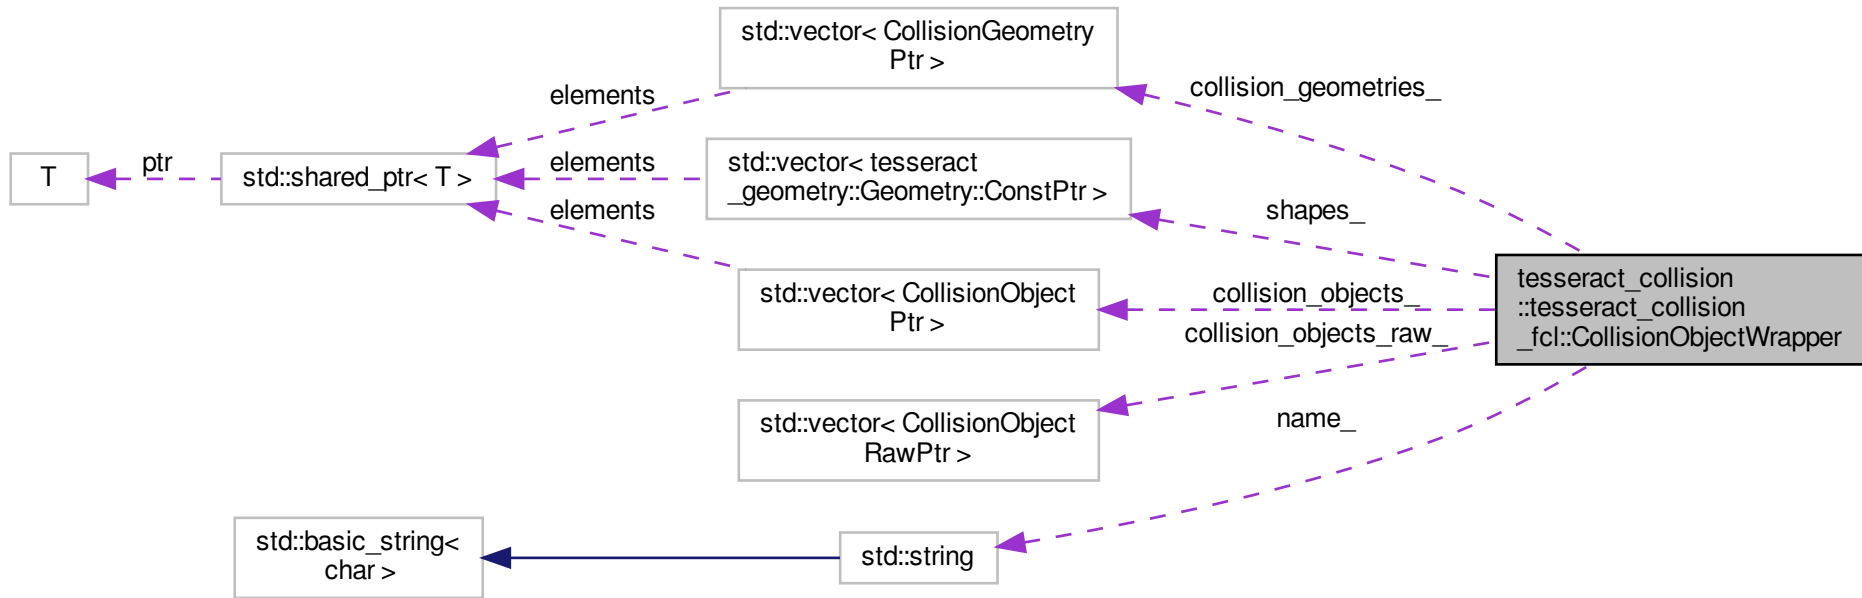 std::vector< CollisionGeometry
Ptr >
collision_geometries_
elements
T
ptr
std::shared_ptr< T >
elements
std::vector< tesseract
_geometry::Geometry::ConstPtr >
elements
shapes_
std::vector< CollisionObject
Ptr >
collision_objects_
tesseract_collision
::tesseract_collision
_fcl::CollisionObjectWrapper
collision_objects_raw_
std::vector< CollisionObject
RawPtr >
name_
std::basic_string<
char >
std::string